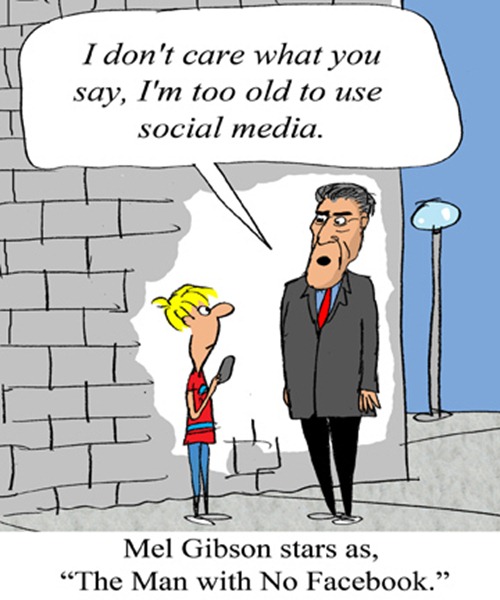 I don't care what you
say, I'm too old to use
social media.
Mel Gibson stars as,
“The Man with No Facebook.”